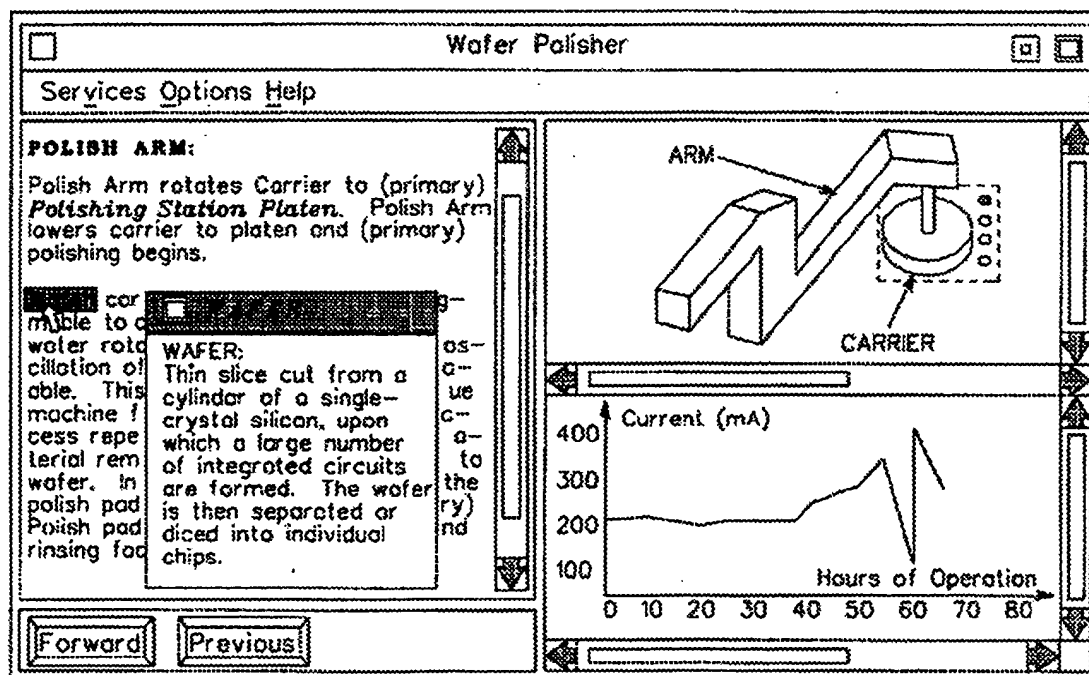 Wafer Polisher
Services Options Help
POLISH ARM:
Polish Arm rotates Carrier to (primary)
Polishing Station Platen. Polish Arm
lowers carrier to platen and (primary)
polishing begins.
car g-
mable to
water rota as-
cillation of a-
able. This ue
machine f c-
cess repe a-
terial rem to
wafer. In the
polish pad ry)
Polish pad nd
rinsing fac
WAFER:
Thin slice cut from a
cylinder of a single-
crystal silicon, upon
which a large number
of integrated circuits
are formed. The wafer
is then separated or
diced into individual
chips.
Forward Previous
ARM
CARRIER
Current (mA)
400
300
200
100
Hours of Operation
0 10 20 30 40 50 60 70 80